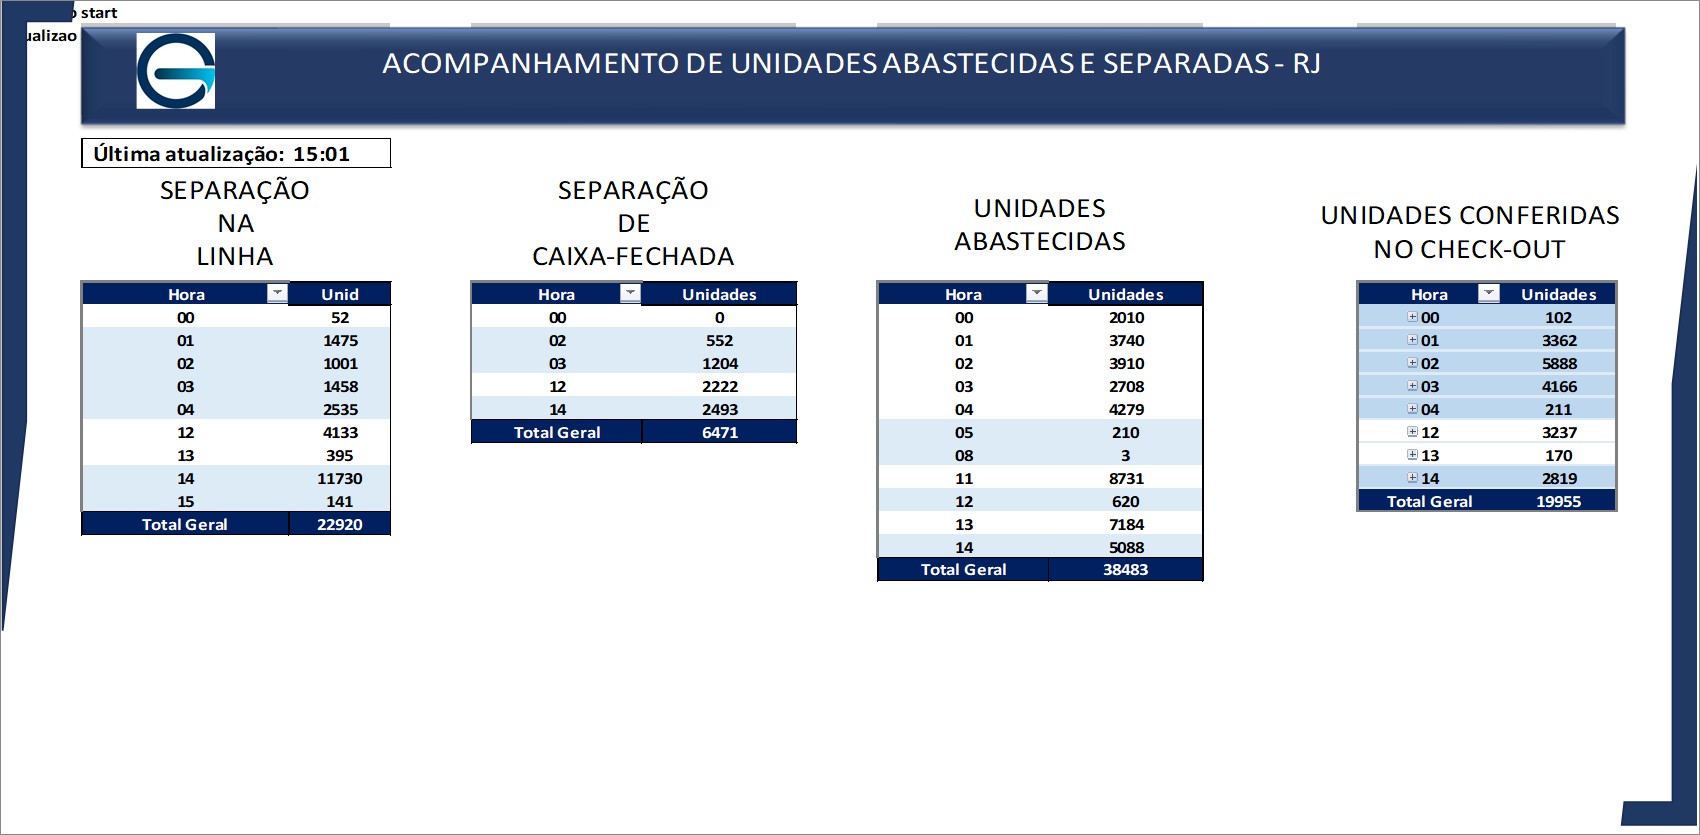 start
ualizao
ACOMPANHAMENTO DE UNIDADES ABASTECIDAS E SEPARADAS - RJ
Última atualização: 15:01
SEPARAÇÃO
NA
LINHA
Hora Unid
00 52
01 1475
02 1001
03 1458
04 2535
12 4133
13 395
14 11730
15 141
Total Geral 22920
SEPARAÇÃO
DE
CAIXA-FECHADA
Hora Unidades
00 0
02 552
03 1204
12 2222
14 2493
Total Geral 6471
UNIDADES
ABASTECIDAS
Hora Unidades
00 2010
01 3740
02 3910
03 2708
04 4279
05 210
08 3
11 8731
12 620
13 7184
14 5088
Total Geral 38483
UNIDADES CONFERIDAS
NO CHECK-OUT
Hora Unidades
00 102
01 3362
02 5888
03 4166
04 211
12 3237
13 170
14 2819
Total Geral 19955